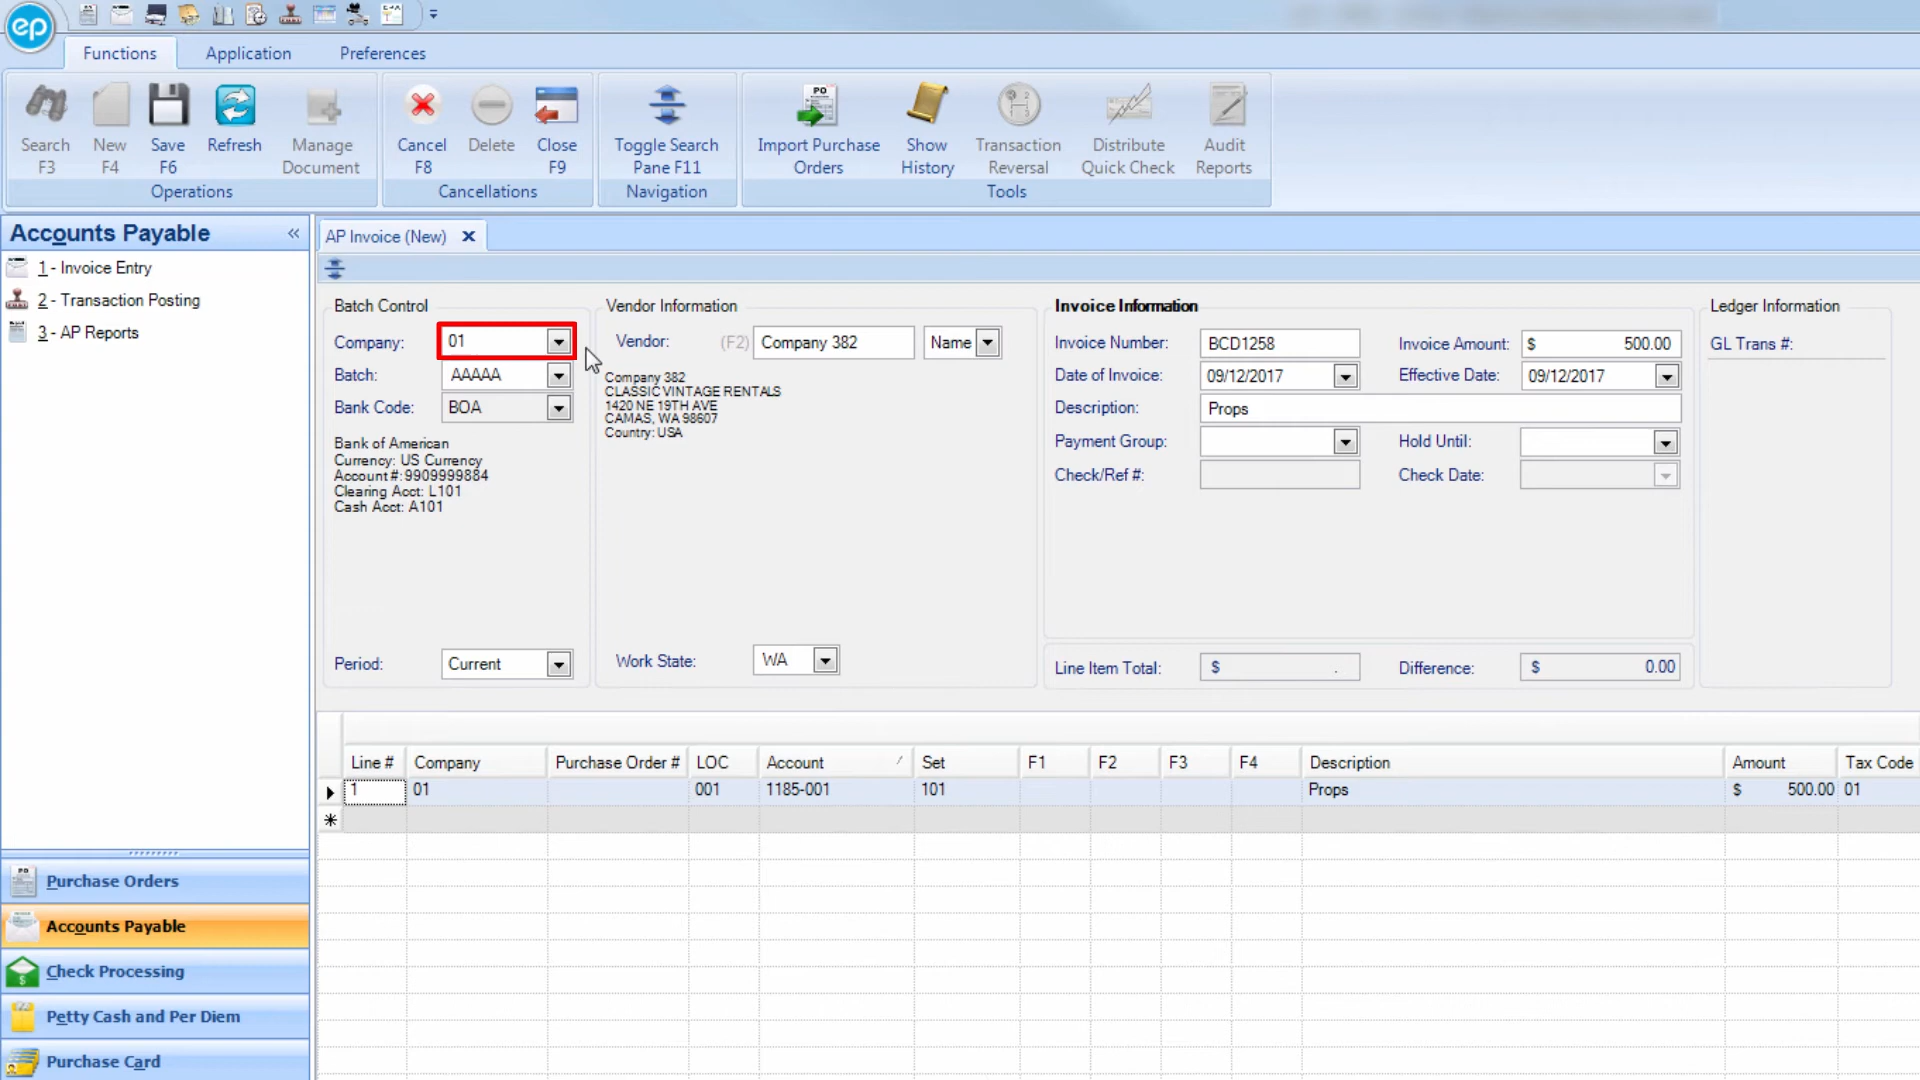 ep
Functions Application Preferences
Search F3
New F4
Save F6
Refresh
Manage Document
Operations
Cancel F8
Delete
Close F9
Cancellations
Toggle Search Pane F11
Navigation
Import Purchase Orders
Show History
Transaction Reversal
Distribute Quick Check
Audit Reports
Tools
Accounts Payable «
1 - Invoice Entry
2 - Transaction Posting
3 - AP Reports
Purchase Orders
Accounts Payable
Check Processing
Petty Cash and Per Diem
Purchase Card
AP Invoice (New)
Batch Control
Company: 01
Batch: AAAAA
Bank Code: BOA
Bank of American
Currency: US Currency
Account #: 9909999884
Clearing Acct: L101
Cash Acct: A101
Period: Current
Vendor Information
Vendor: (F2) Company 382 Name
Company 382
CLASSIC VINTAGE RENTALS
1420 NE 19TH AVE
CAMAS, WA 98607
Country: USA
Work State: WA
Invoice Information
Invoice Number: BCD1258 Invoice Amount: $ 500.00
Date of Invoice: 09/12/2017 Effective Date: 09/12/2017
Description: Props
Payment Group: Hold Until:
Check/Ref #: Check Date:
Line Item Total: $ . Difference: $ 0.00
Ledger Information
GL Trans #:
Line # Company Purchase Order # LOC Account Set F1 F2 F3 F4 Description Amount Tax Code
1 01 001 1185-001 101 Props $ 500.00 01